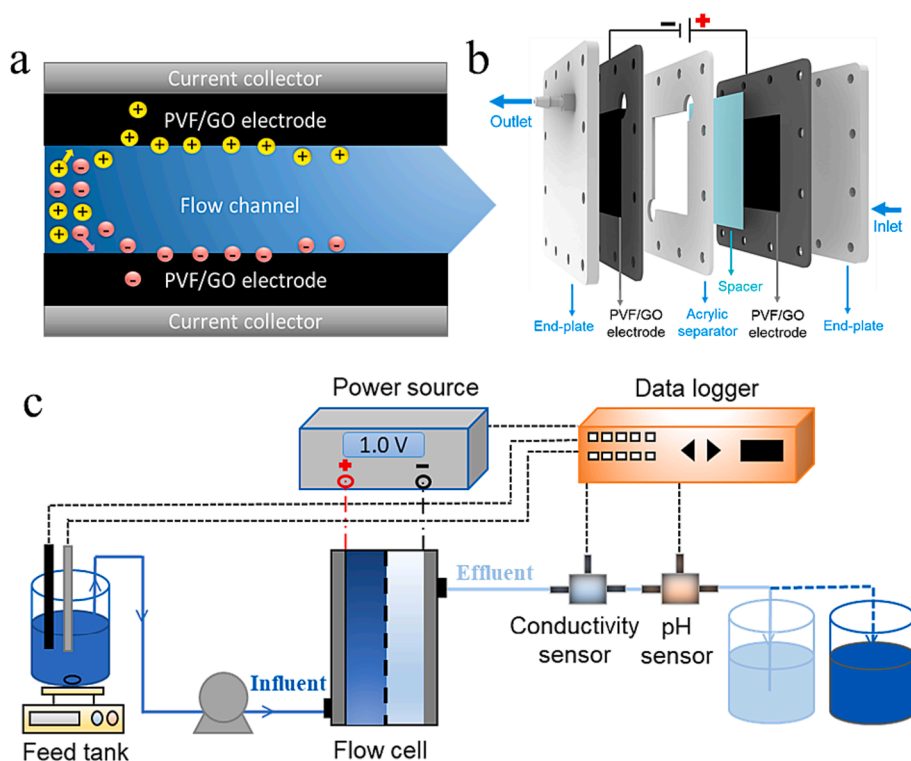 a
Current collector
PVF/GO electrode
Flow channel
PVF/GO electrode
Current collector
b
Outlet
Inlet
Spacer
End-plate
PVF/GO
electrode
Acrylic
separator
PVF/GO
electrode
End-plate
c
Power source
Data logger
1.0 V
Effluent
Conductivity
sensor
pH
sensor
Influent
Feed tank
Flow cell